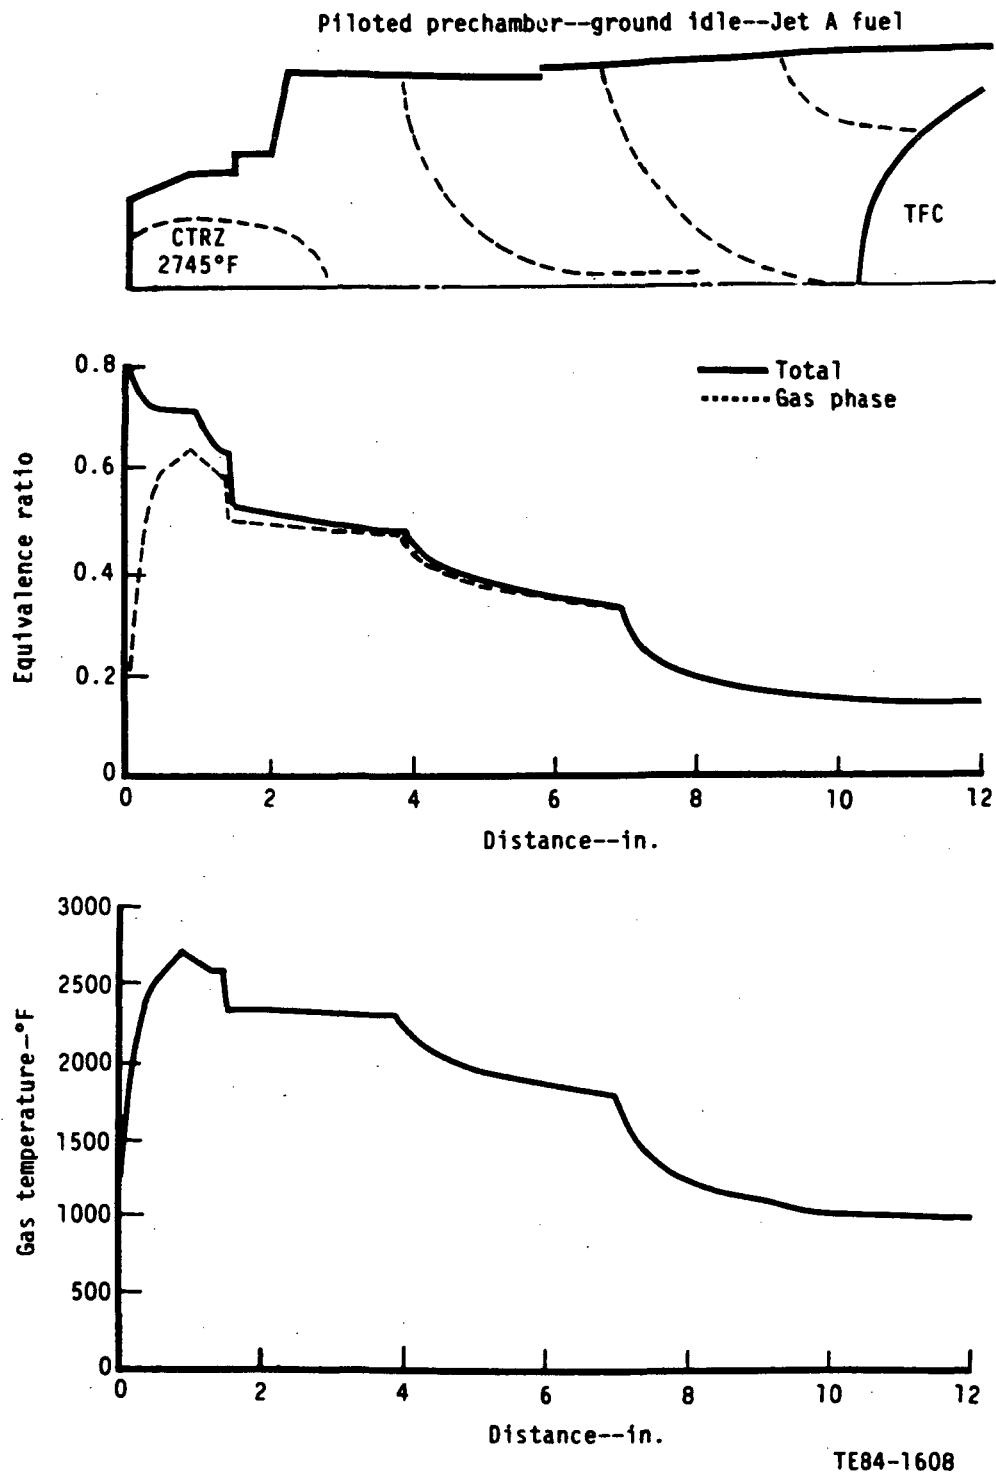 Piloted prechamber--ground idle--Jet A fuel
CTRZ
2745°F
TFC
Total
Gas phase
Equivalence ratio
0.8
0.6
0.4
0.2
0
0 2 4 6 8 10 12
Distance--in.
Gas temperature--°F
3000
2500
2000
1500
1000
500
0
0 2 4 6 8 10 12
Distance--in.
TE84-1608